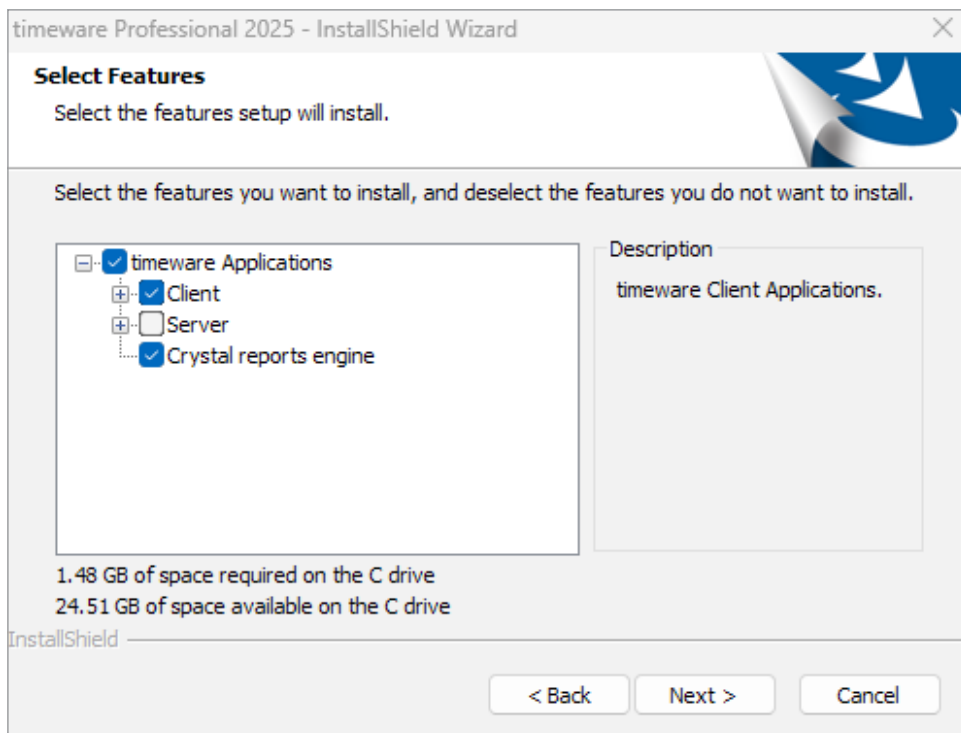 timeware Professional 2025 - InstallShield Wizard
Select Features
Select the features setup will install.
Select the features you want to install, and deselect the features you do not want to install.
timeware Applications
Client
Server
Crystal reports engine
Description
timeware Client Applications.
1.48 GB of space required on the C drive
24.51 GB of space available on the C drive
InstallShield
< Back
Next >
Cancel